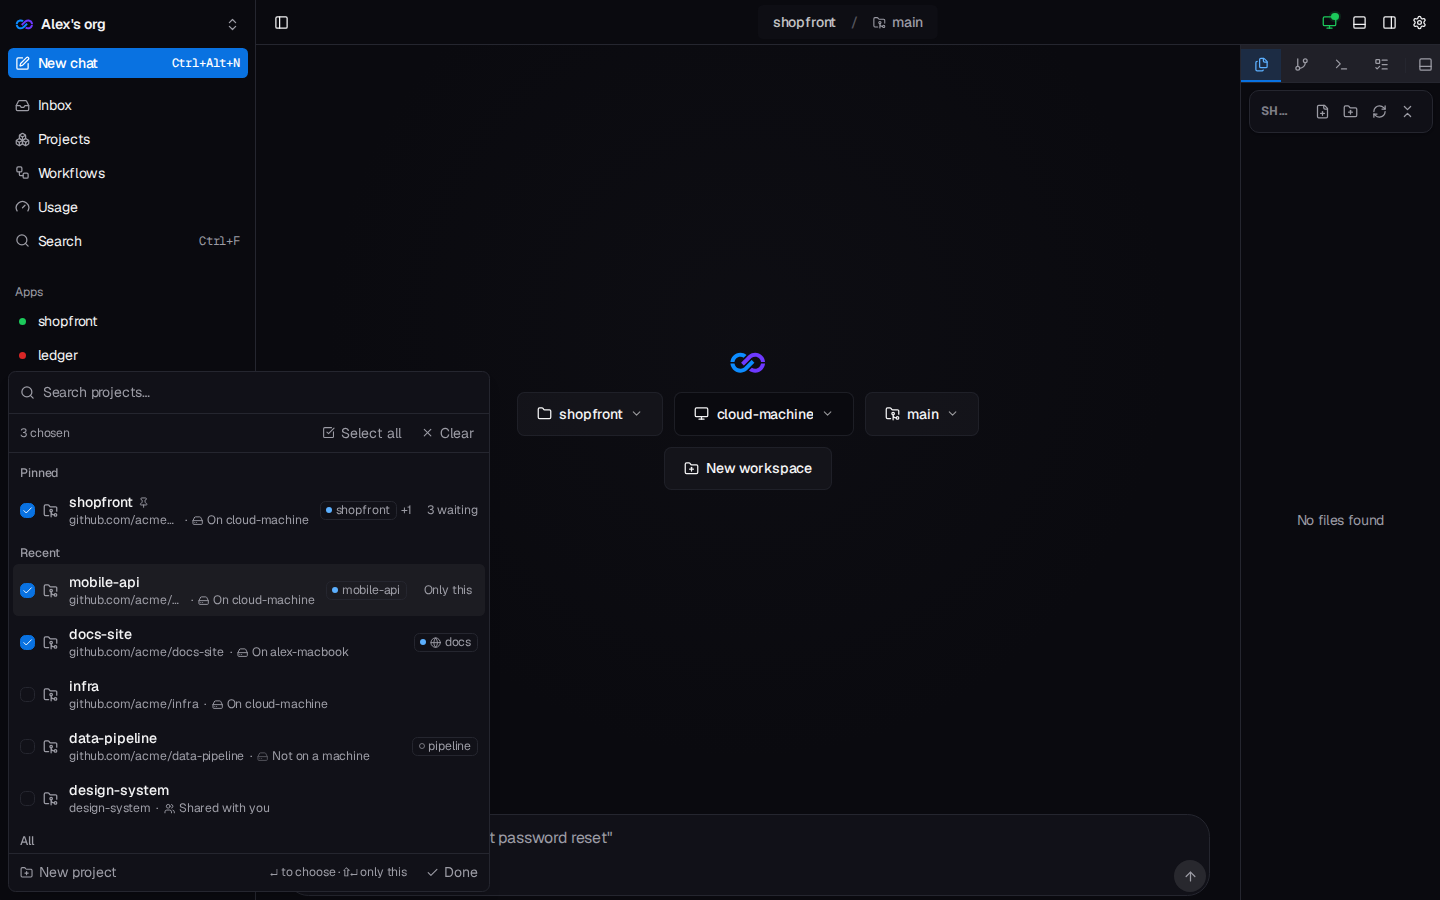 Alex's org
shopfront / main
New chat Ctrl+Alt+N
Inbox
Projects
Workflows
Usage
Search Ctrl+F
Apps
shopfront
ledger
SH...
Search projects...
3 chosen Select all Clear
Pinned
shopfront
github.com/acme... · On cloud-machine
shopfront +1 3 waiting
Recent
mobile-api
github.com/acme/... · On cloud-machine
mobile-api Only this
docs-site
github.com/acme/docs-site · On alex-macbook
docs
infra
github.com/acme/infra · On cloud-machine
data-pipeline
github.com/acme/data-pipeline · Not on a machine
pipeline
design-system
design-system · Shared with you
All
New project ↵ to choose · ⇧↵ only this Done
shopfront cloud-machine main
New workspace
t password reset"
No files found